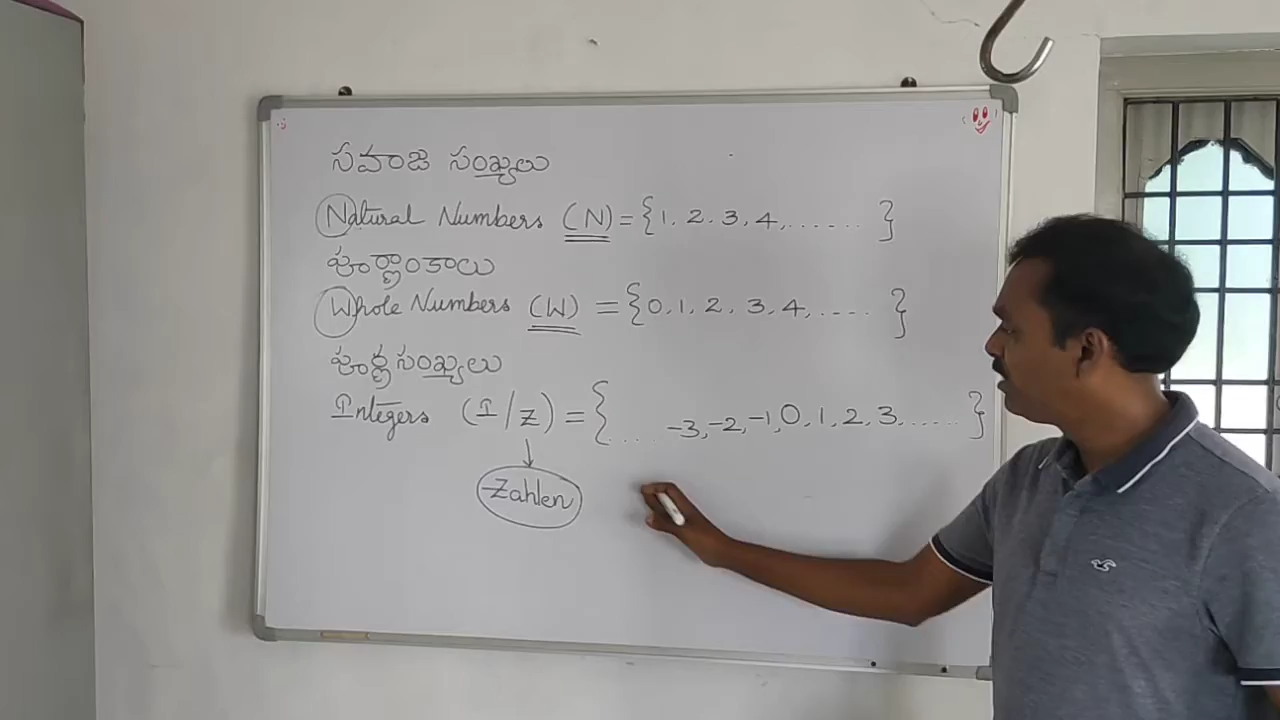 సహజ సంఖ్యలు
Natural Numbers (N) = {1, 2, 3, 4, ...... }
పూర్ణాంకాలు
Whole Numbers (W) = {0, 1, 2, 3, 4, ..... }
పూర్ణ సంఖ్యలు
Integers (I/Z) = { .... -3, -2, -1, 0, 1, 2, 3, ...... }
Zahlen